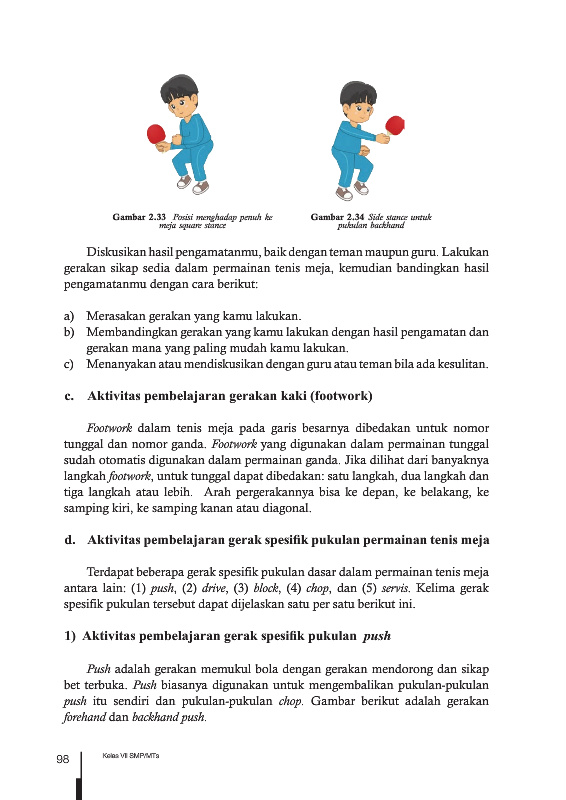 Gambar 2.33 Posisi menghadap penuh ke
meja square stance
Gambar 2.34 Side stance untuk
pukulan backhand
Diskusikan hasil pengamatanmu, baik dengan teman maupun guru. Lakukan
gerakan sikap sedia dalam permainan tenis meja, kemudian bandingkan hasil
pengamatanmu dengan cara berikut:
a) Merasakan gerakan yang kamu lakukan.
b) Membandingkan gerakan yang kamu lakukan dengan hasil pengamatan dan
gerakan mana yang paling mudah kamu lakukan.
c) Menanyakan atau mendiskusikan dengan guru atau teman bila ada kesulitan.
c. Aktivitas pembelajaran gerakan kaki (footwork)
Footwork dalam tenis meja pada garis besarnya dibedakan untuk nomor
tunggal dan nomor ganda. Footwork yang digunakan dalam permainan tunggal
sudah otomatis digunakan dalam permainan ganda. Jika dilihat dari banyaknya
langkah footwork, untuk tunggal dapat dibedakan: satu langkah, dua langkah dan
tiga langkah atau lebih. Arah pergerakannya bisa ke depan, ke belakang, ke
samping kiri, ke samping kanan atau diagonal.
d. Aktivitas pembelajaran gerak spesifik pukulan permainan tenis meja
Terdapat beberapa gerak spesifik pukulan dasar dalam permainan tenis meja
antara lain: (1) push, (2) drive, (3) block, (4) chop, dan (5) servis. Kelima gerak
spesifik pukulan tersebut dapat dijelaskan satu per satu berikut ini.
1) Aktivitas pembelajaran gerak spesifik pukulan push
Push adalah gerakan memukul bola dengan gerakan mendorong dan sikap
bet terbuka. Push biasanya digunakan untuk mengembalikan pukulan-pukulan
push itu sendiri dan pukulan-pukulan chop. Gambar berikut adalah gerakan
forehand dan backhand push.
98
Kelas VII SMP/MTs